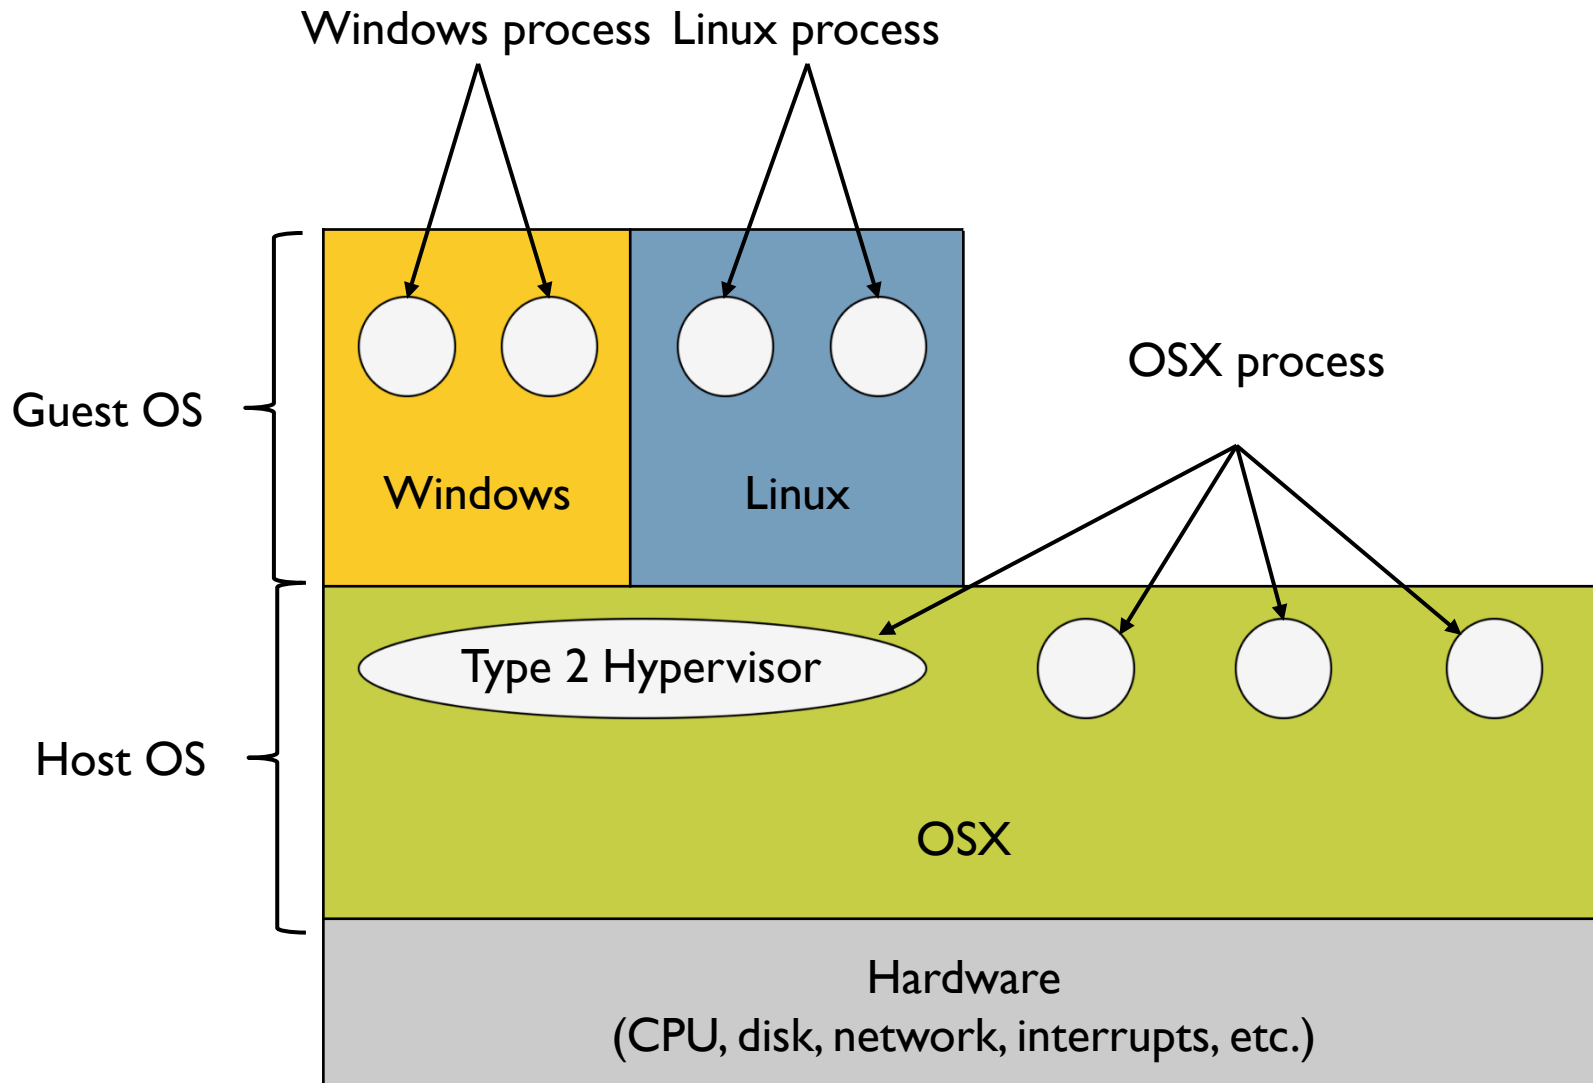 Windows process
Linux process
OSX process
Guest OS
Windows
Linux
Type 2 Hypervisor
Host OS
OSX
Hardware
(CPU, disk, network, interrupts, etc.)